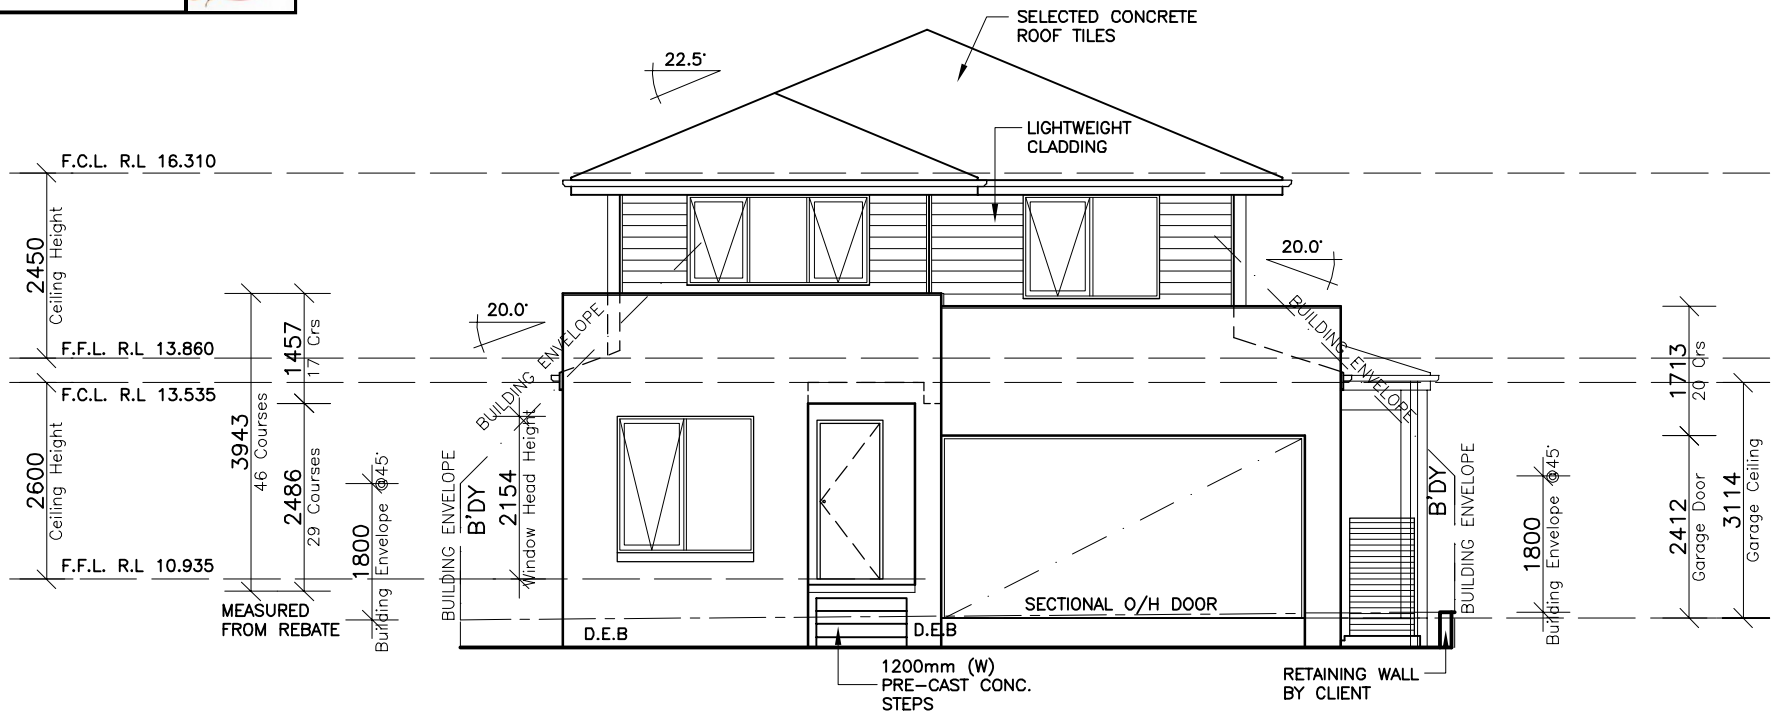 SELECTED CONCRETE
ROOF TILES
22.5°
LIGHTWEIGHT
CLADDING
F.C.L. R.L 16.310
2450
Ceiling Height
20.0°
20.0°
BUILDING ENVELOPE
BUILDING ENVELOPE
F.F.L. R.L 13.860
F.C.L. R.L 13.535
1457
17 Crs
3943
46 Courses
2486
29 Courses
2600
Ceiling Height
1800
Building Envelope @45°
BUILDING ENVELOPE
B'DY
2154
Window Head Height
B'DY
BUILDING ENVELOPE
1800
Building Envelope @45°
1713
20 Crs
2412
Garage Door
3114
Garage Ceiling
F.F.L. R.L 10.935
MEASURED
FROM REBATE
SECTIONAL O/H DOOR
D.E.B
D.E.B
1200mm (W)
PRE-CAST CONC.
STEPS
RETAINING WALL
BY CLIENT